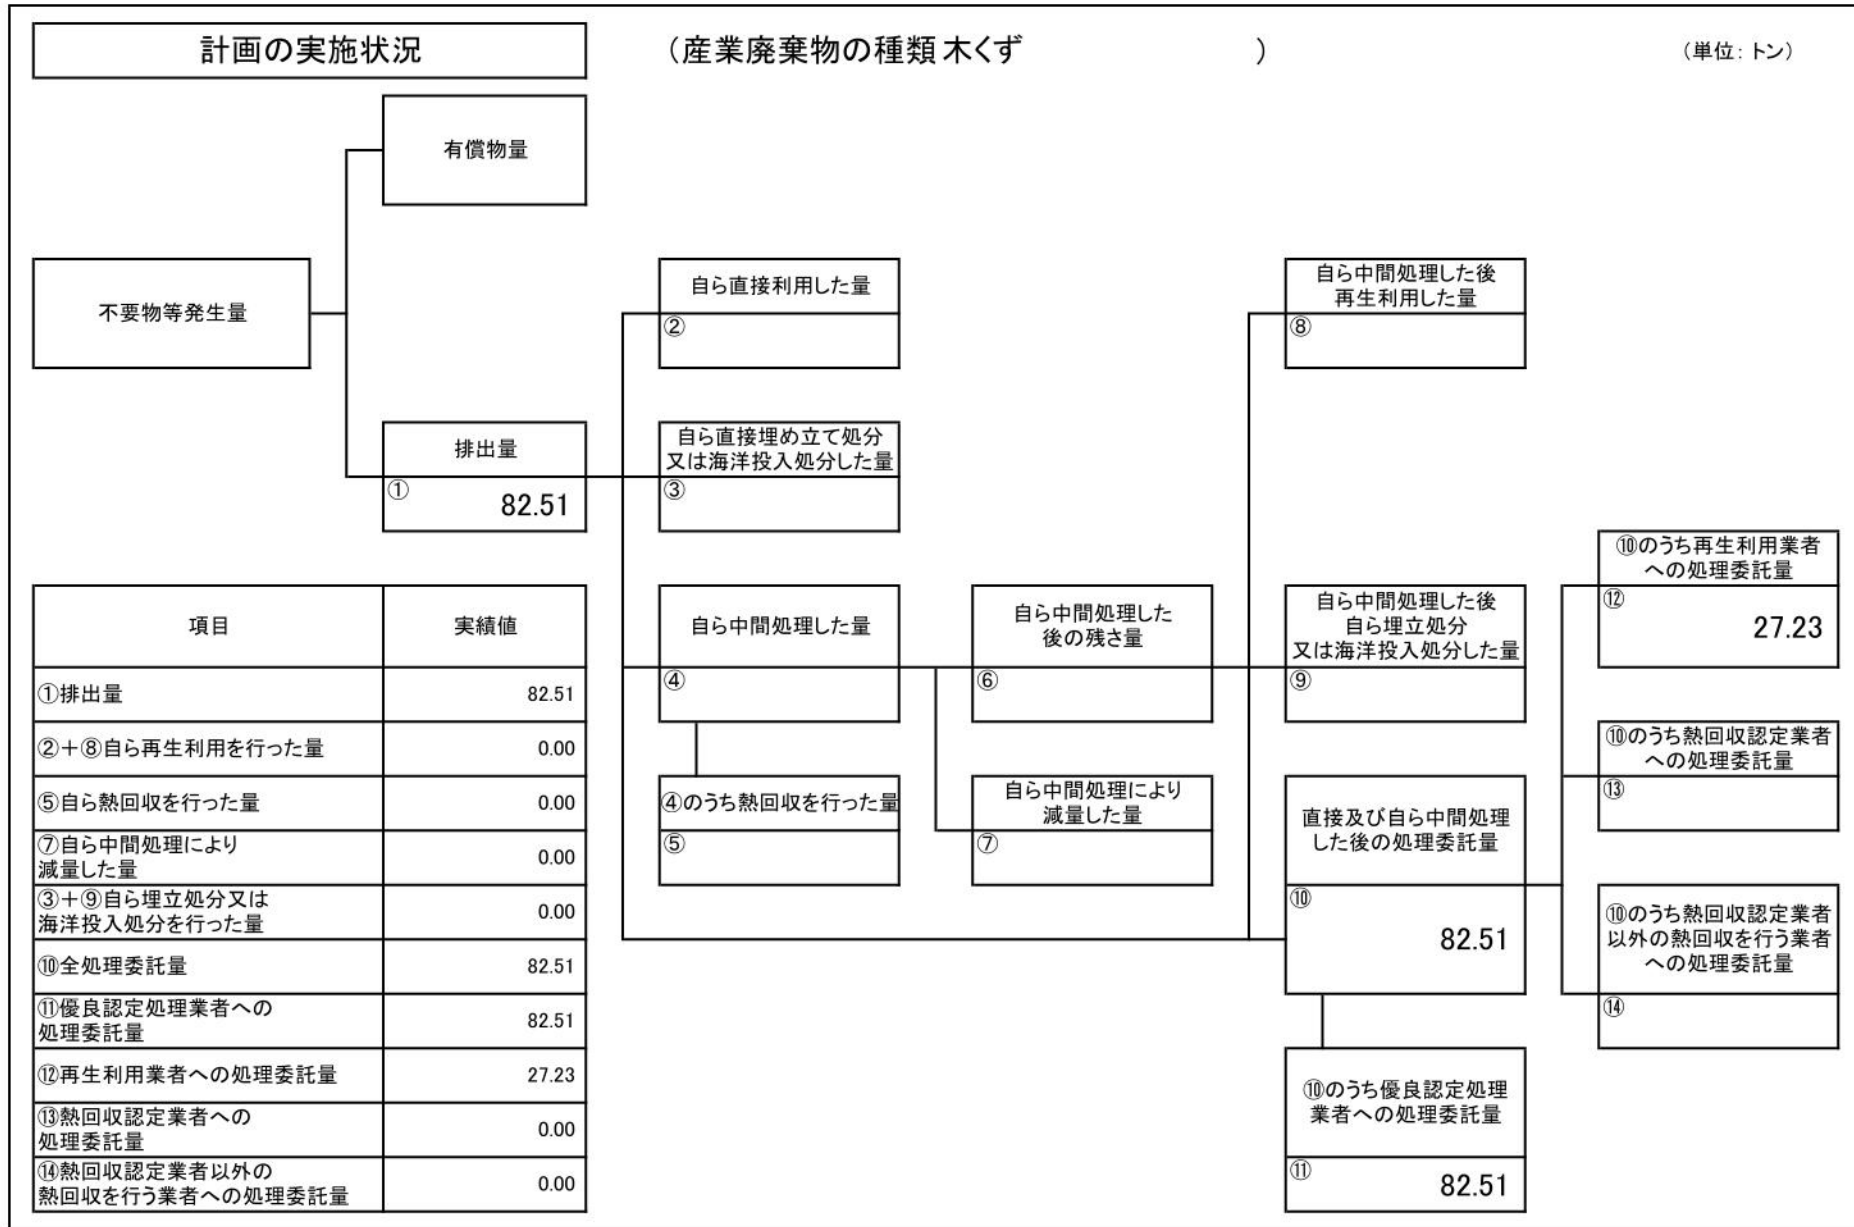 計画の実施状況
（産業廃棄物の種類 木くず　　　　　　　　）
（単位：トン）
有償物量
不要物等発生量
自ら直接利用した量
②
自ら中間処理した後
再生利用した量
⑧
排出量
①
82.51
自ら直接埋め立て処分
又は海洋投入処分した量
③
⑩のうち再生利用業者
への処理委託量
⑫
27.23
自ら中間処理した量
④
自ら中間処理した
後の残さ量
⑥
自ら中間処理した後
自ら埋立処分
又は海洋投入処分した量
⑨
⑩のうち熱回収認定業者
への処理委託量
⑬
④のうち熱回収を行った量
⑤
自ら中間処理により
減量した量
⑦
直接及び自ら中間処理
した後の処理委託量
⑩
82.51
⑩のうち熱回収認定業者
以外の熱回収を行う業者
への処理委託量
⑭
⑩のうち優良認定処理
業者への処理委託量
⑪
82.51
項目 実績値
①排出量 82.51
②＋⑧自ら再生利用を行った量 0.00
⑤自ら熱回収を行った量 0.00
⑦自ら中間処理により
減量した量 0.00
③＋⑨自ら埋立処分又は
海洋投入処分を行った量 0.00
⑩全処理委託量 82.51
⑪優良認定処理業者への
処理委託量 82.51
⑫再生利用業者への処理委託量 27.23
⑬熱回収認定業者への
処理委託量 0.00
⑭熱回収認定業者以外の
熱回収を行う業者への処理委託量 0.00